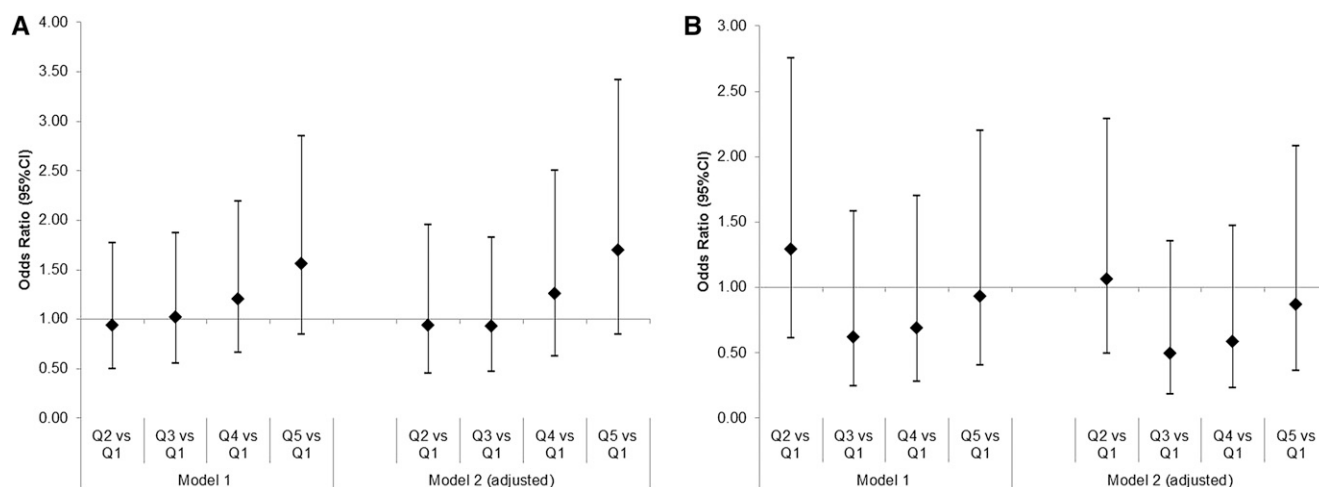 A
Odds Ratio (95%CI)
4.00
3.50
3.00
2.50
2.00
1.50
1.00
0.50
0.00
Q2 vs Q3 vs Q4 vs Q5 vs Q2 vs Q3 vs Q4 vs Q5 vs
Q1 Q1 Q1 Q1 Q1 Q1 Q1 Q1
Model 1 Model 2 (adjusted)
B
Odds Ratio (95%CI)
3.00
2.50
2.00
1.50
1.00
0.50
0.00
Q2 vs Q3 vs Q4 vs Q5 vs Q2 vs Q3 vs Q4 vs Q5 vs
Q1 Q1 Q1 Q1 Q1 Q1 Q1 Q1
Model 1 Model 2 (adjusted)